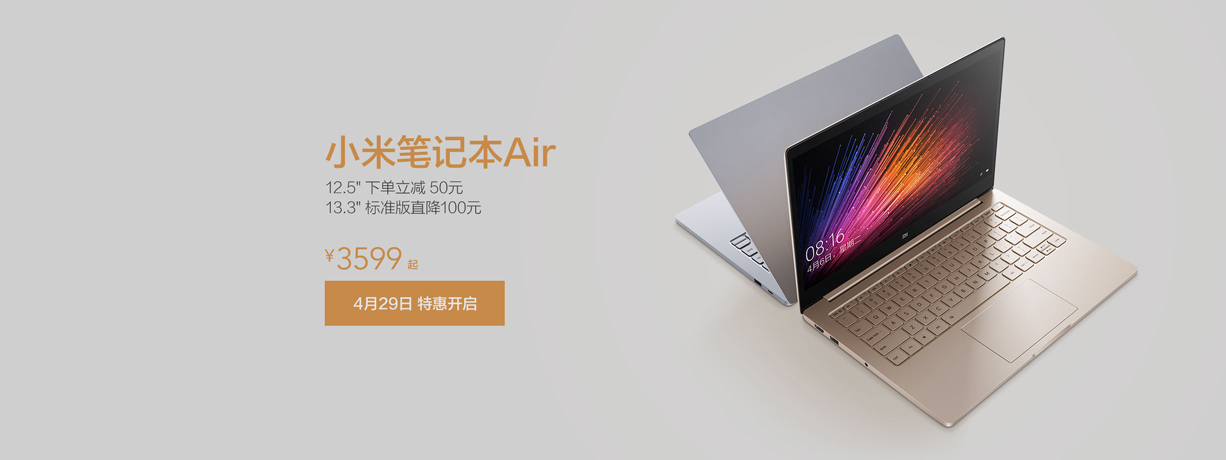 小米笔记本Air
12.5" 下单立减 50元
13.3" 标准版直降100元
¥3599 起
4月29日 特惠开启
08:16
4月6日，星期二
mi